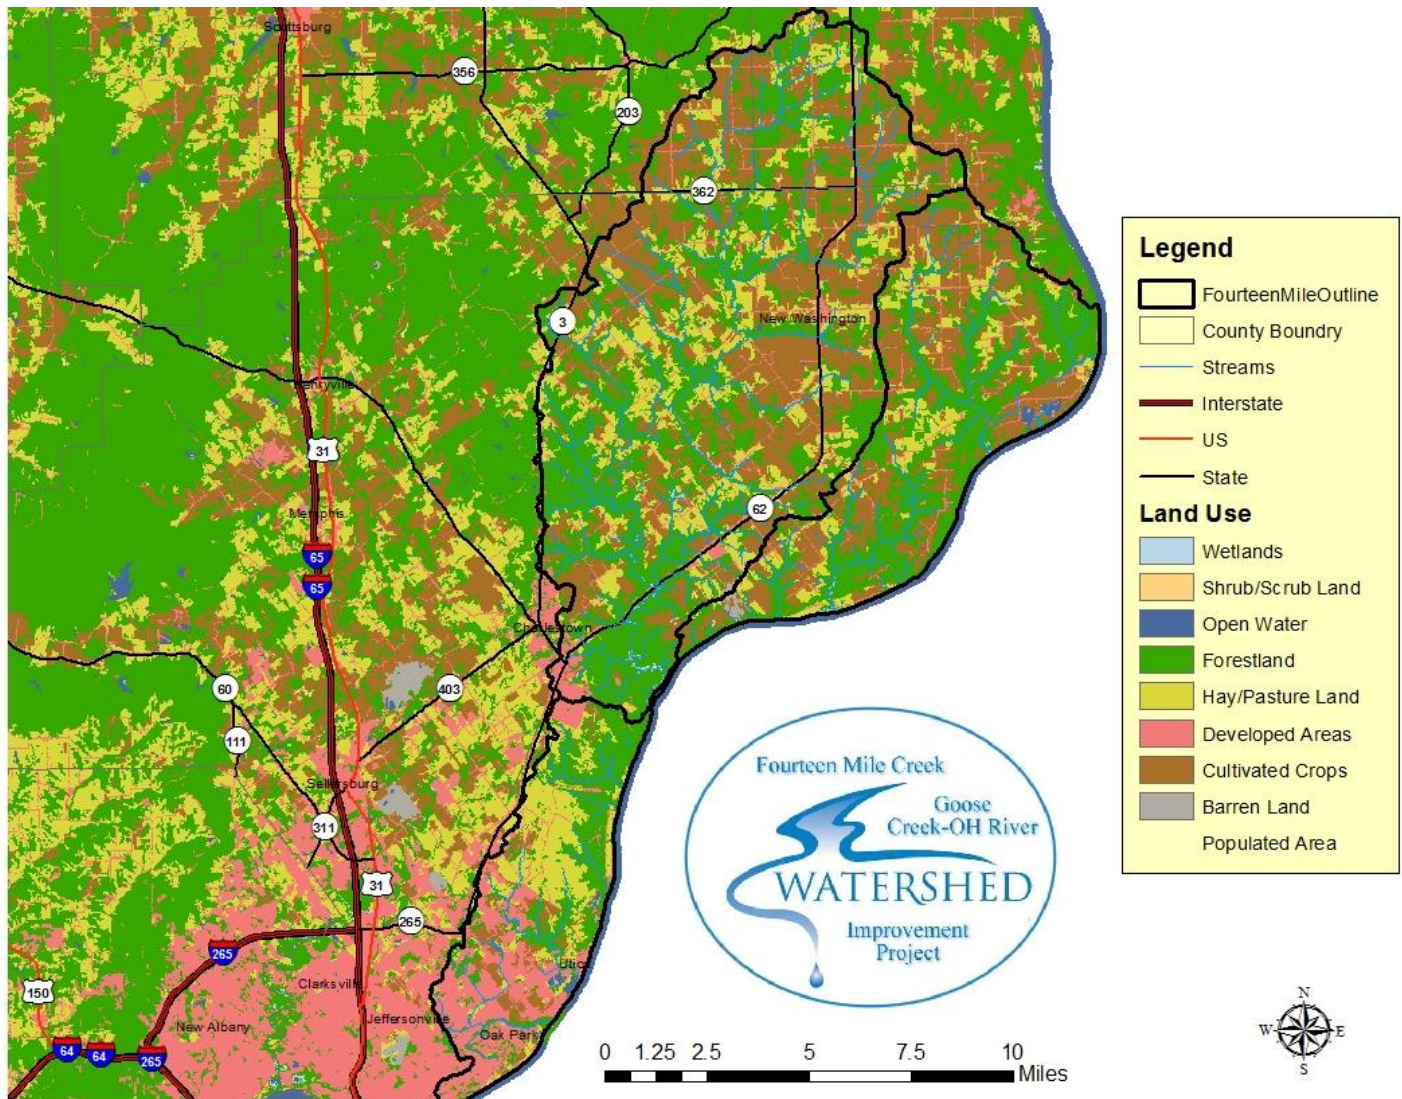 Scottsburg
356
203
362
3
New Washington
Henryville
31
Memphis
62
65
65
Charlestown
60
403
111
Sellersburg
311
31
265
265
Utica
150
Clarksville
New Albany
Jeffersonville
Oak Park
64
64
265
Legend
FourteenMileOutline
County Boundry
Streams
Interstate
US
State
Land Use
Wetlands
Shrub/Scrub Land
Open Water
Forestland
Hay/Pasture Land
Developed Areas
Cultivated Crops
Barren Land
Populated Area
Fourteen Mile Creek
Goose
Creek-OH River
WATERSHED
Improvement
Project
0 1.25 2.5 5 7.5 10
Miles
N
W E
S